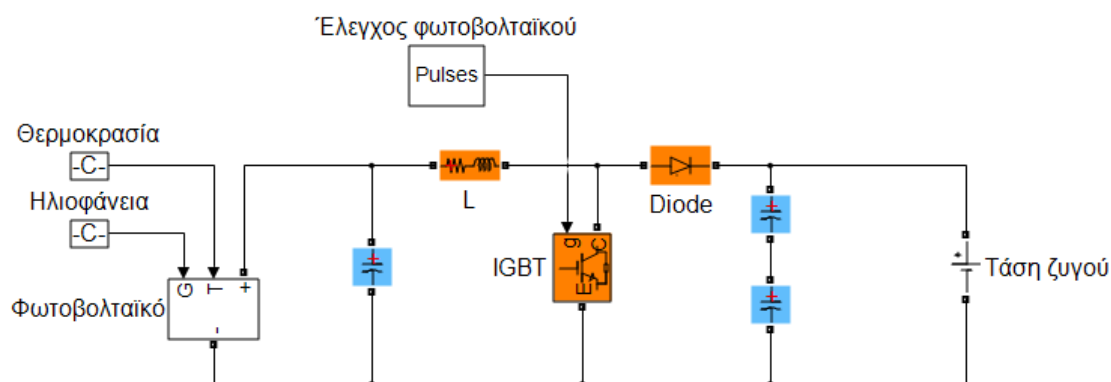 Έλεγχος φωτοβολταϊκού
Pulses
Θερμοκρασία
-C-
Ηλιοφάνεια
-C-
L
Diode
g
C
E
IGBT
G
T
+
-
Φωτοβολταϊκό
Τάση ζυγού